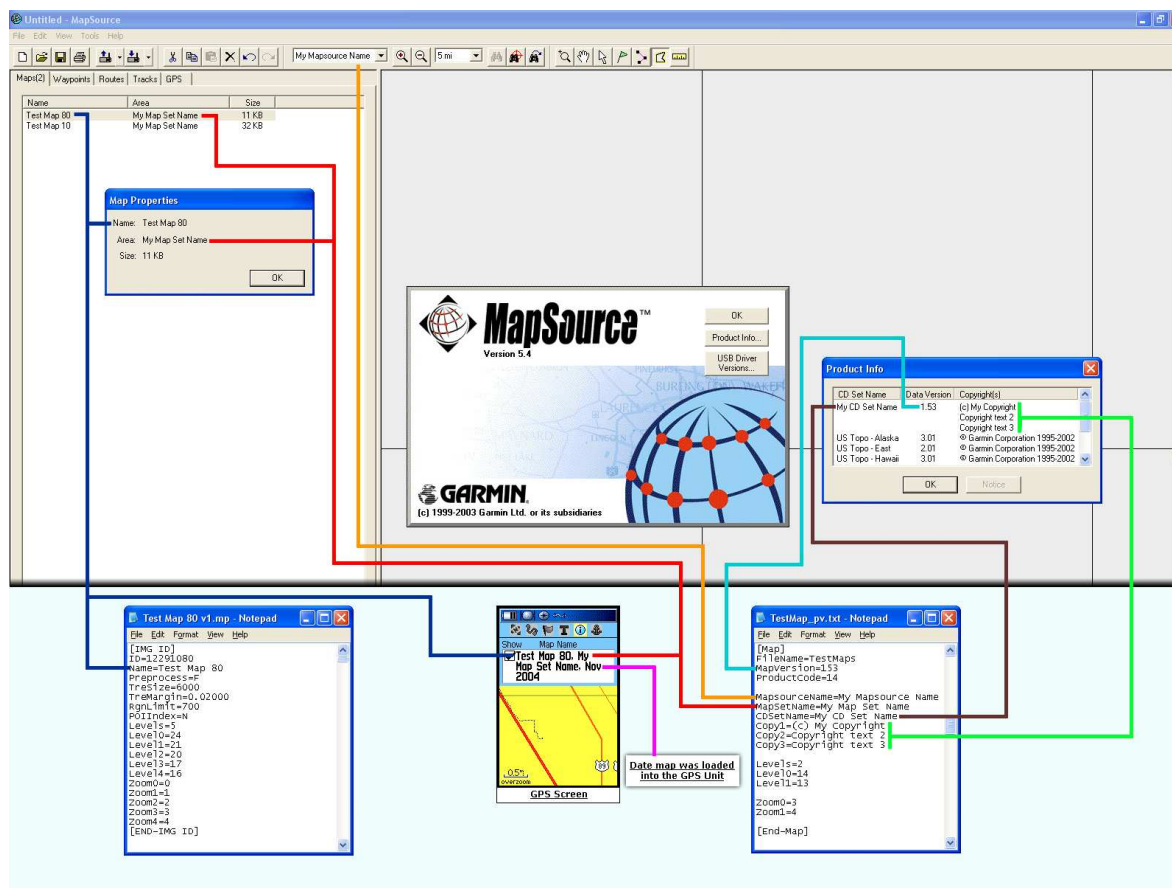 Untitled - MapSource
File Edit View Tools Help
My Mapsource Name
5 mi
Maps(2) Waypoints Routes Tracks GPS
Name Area Size
Test Map 80 My Map Set Name 11 KB
Test Map 10 My Map Set Name 32 KB
Map Properties
Name: Test Map 80
Area: My Map Set Name
Size: 11 KB
OK
MapSource™
Version 5.4
OK
Product Info...
USB Driver
Versions...
GARMIN
(c) 1999-2003 Garmin Ltd. or its subsidiaries
Product Info
CD Set Name Data Version Copyright(s)
My CD Set Name 1.53 (c) My Copyright
Copyright text 2
Copyright text 3
US Topo - Alaska 3.01 © Garmin Corporation 1995-2002
US Topo - East 2.01 © Garmin Corporation 1995-2002
US Topo - Hawaii 3.01 © Garmin Corporation 1995-2002
OK Notice
Test Map 80 v1.mp - Notepad
File Edit Format View Help
[IMG ID]
ID=12291080
Name=Test Map 80
Preprocess=F
TreSize=6000
TreMargin=0.02000
RgnLimit=700
POIIndex=N
Levels=5
Level0=24
Level1=21
Level2=20
Level3=17
Level4=16
Zoom0=0
Zoom1=1
Zoom2=2
Zoom3=3
Zoom4=4
[END-IMG ID]
Show Map Name
Test Map 80, My
Map Set Name, Nov
2004
overzoom
GPS Screen
Date map was loaded
into the GPS Unit
TestMap_pv.txt - Notepad
File Edit Format View Help
[Map]
FileName=TestMaps
MapVersion=153
ProductCode=14
MapsourceName=My Mapsource Name
MapSetName=My Map Set Name
CDSetName=My CD Set Name
Copy1=(c) My Copyright
Copy2=Copyright text 2
Copy3=Copyright text 3
Levels=2
Level0=14
Level1=13
Zoom0=3
Zoom1=4
[End-Map]